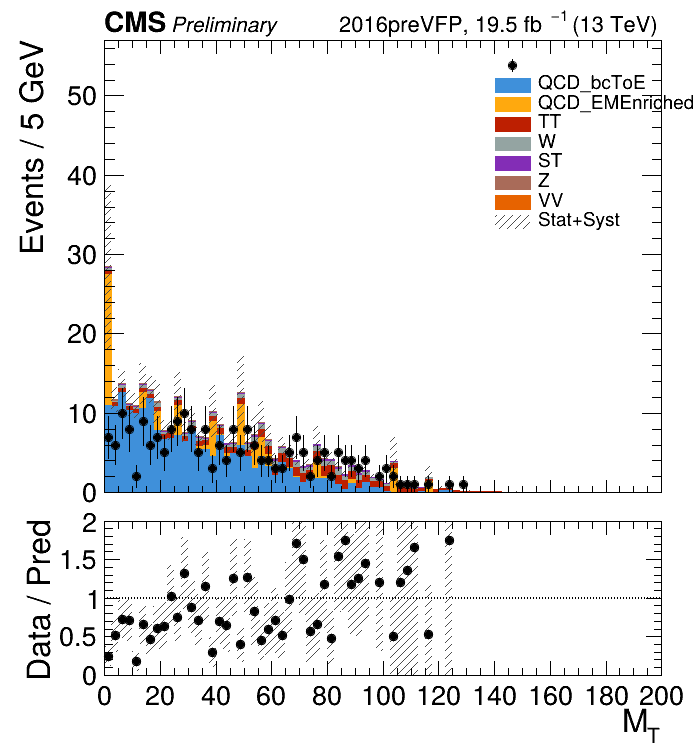 CMS Preliminary 2016preVFP, 19.5 fb⁻¹ (13 TeV)
Events / 5 GeV
50
40
30
20
10
0
QCD_bcToE
QCD_EMEnriched
TT
W
ST
Z
VV
Stat+Syst
Data / Pred
2
1.5
1
0.5
0
0 20 40 60 80 100 120 140 160 180 200
M_T